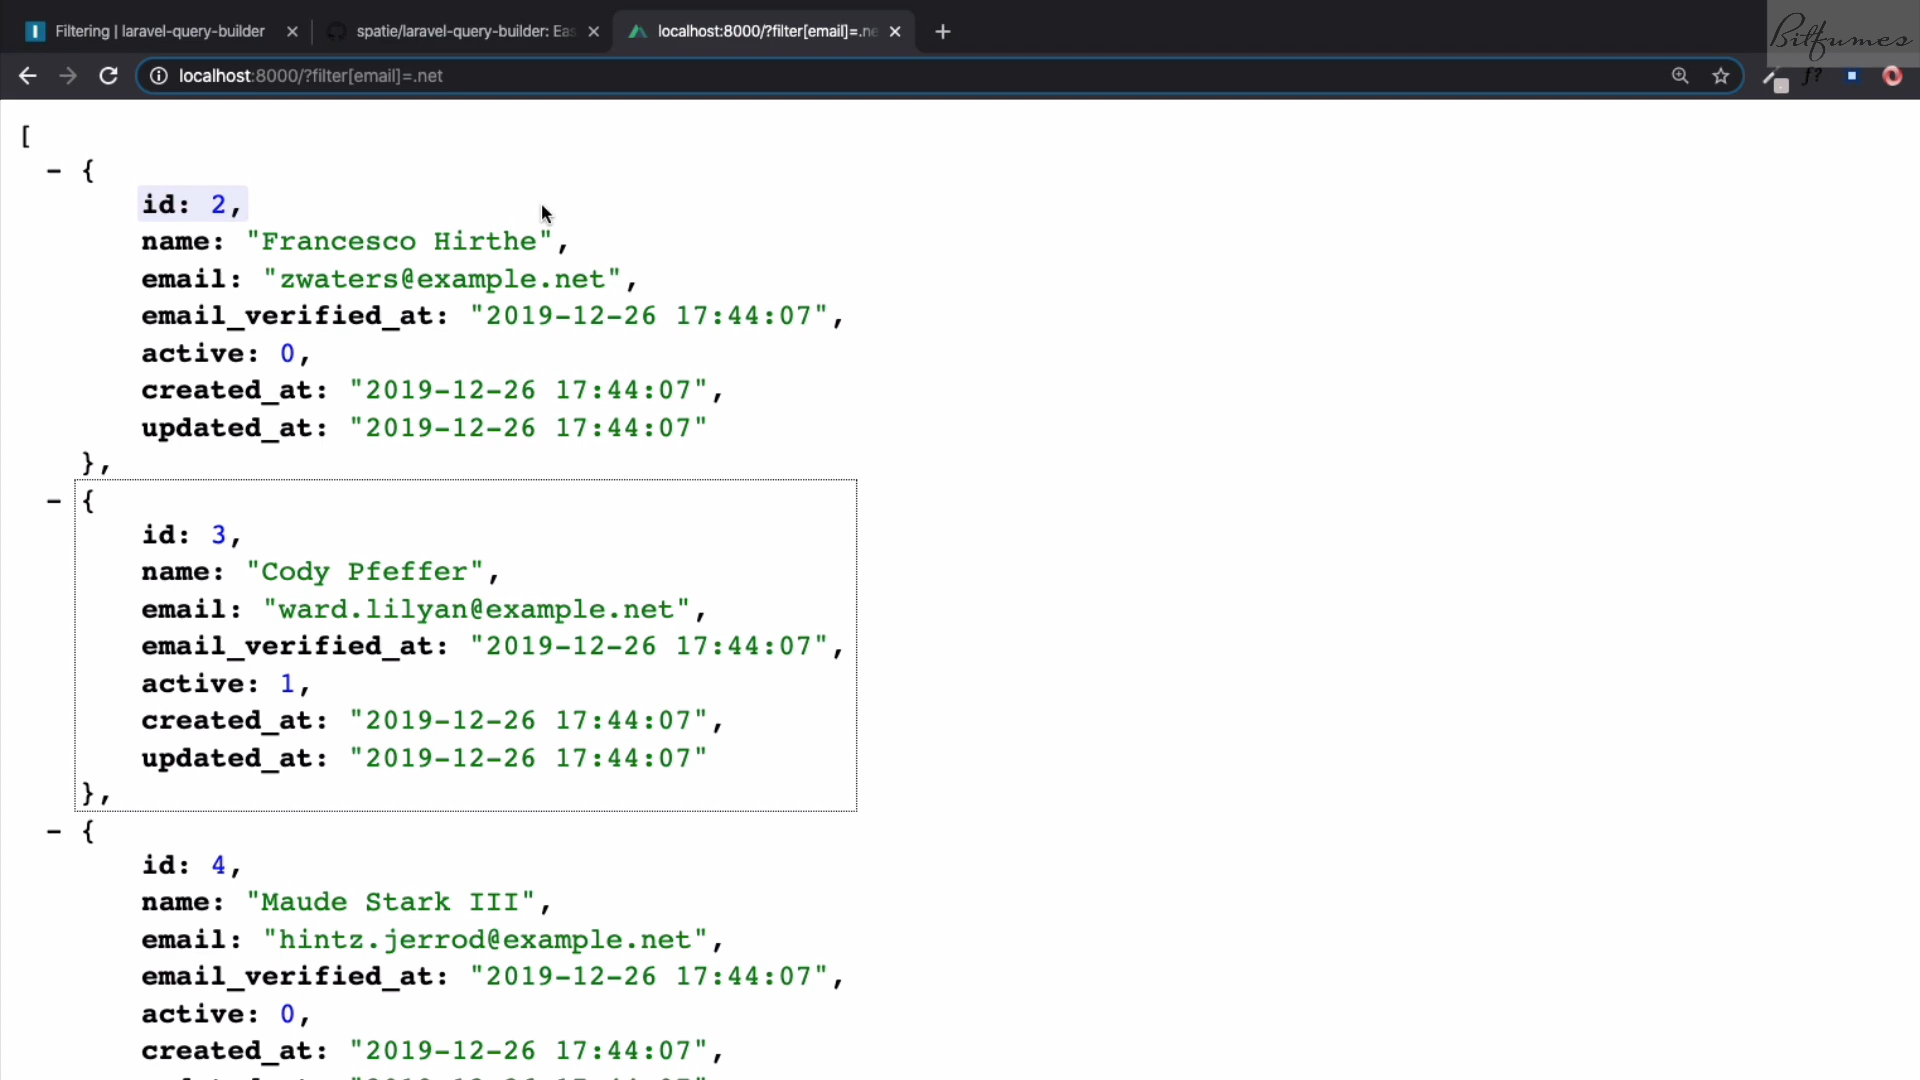 Filtering | laravel-query-builder
spatie/laravel-query-builder: Eas
localhost:8000/?filter[email]=.ne
Bitfumes
localhost:8000/?filter[email]=.net
f?
[
- {
id: 2,
name: "Francesco Hirthe",
email: "zwaters@example.net",
email_verified_at: "2019-12-26 17:44:07",
active: 0,
created_at: "2019-12-26 17:44:07",
updated_at: "2019-12-26 17:44:07"
},
- {
id: 3,
name: "Cody Pfeffer",
email: "ward.lilyan@example.net",
email_verified_at: "2019-12-26 17:44:07",
active: 1,
created_at: "2019-12-26 17:44:07",
updated_at: "2019-12-26 17:44:07"
},
- {
id: 4,
name: "Maude Stark III",
email: "hintz.jerrod@example.net",
email_verified_at: "2019-12-26 17:44:07",
active: 0,
created_at: "2019-12-26 17:44:07",